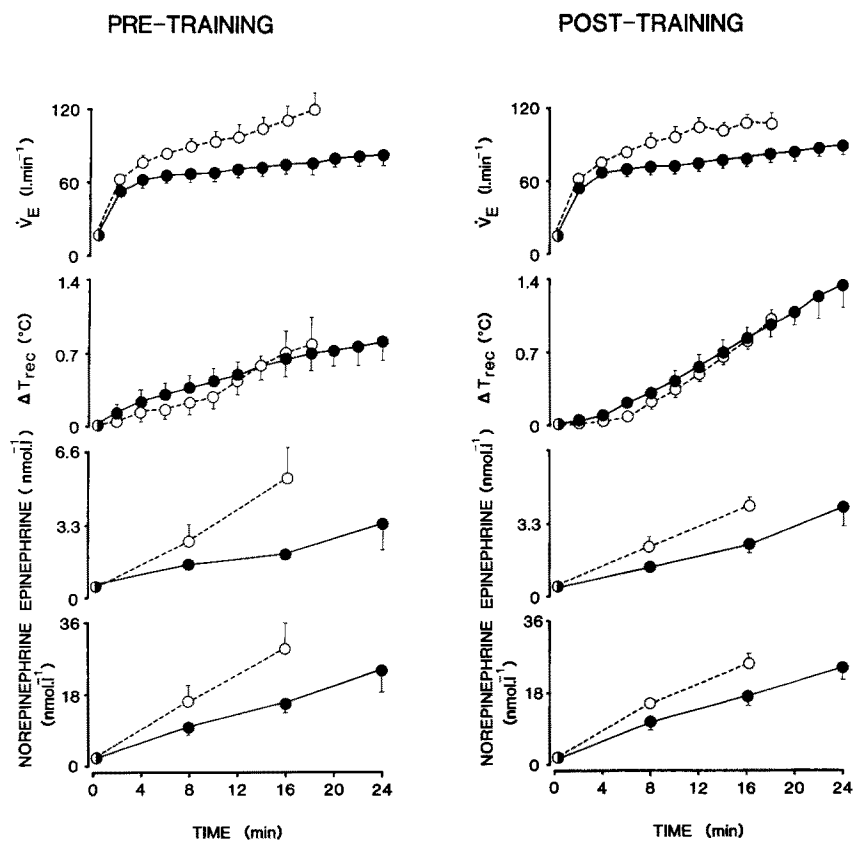 PRE-TRAINING
120
60
0
V̇E (l.min⁻¹)
1.4
0.7
0
ΔTrec (°C)
6.6
3.3
0
EPINEPHRINE (nmol.l⁻¹)
36
18
0
NOREPINEPHRINE
(nmol.l⁻¹)
0 4 8 12 16 20 24
TIME (min)
POST-TRAINING
120
60
0
V̇E (l.min⁻¹)
1.4
0.7
0
ΔTrec (°C)
3.3
0
EPINEPHRINE (nmol.l⁻¹)
36
18
0
NOREPINEPHRINE
(nmol.l⁻¹)
0 4 8 12 16 20 24
TIME (min)